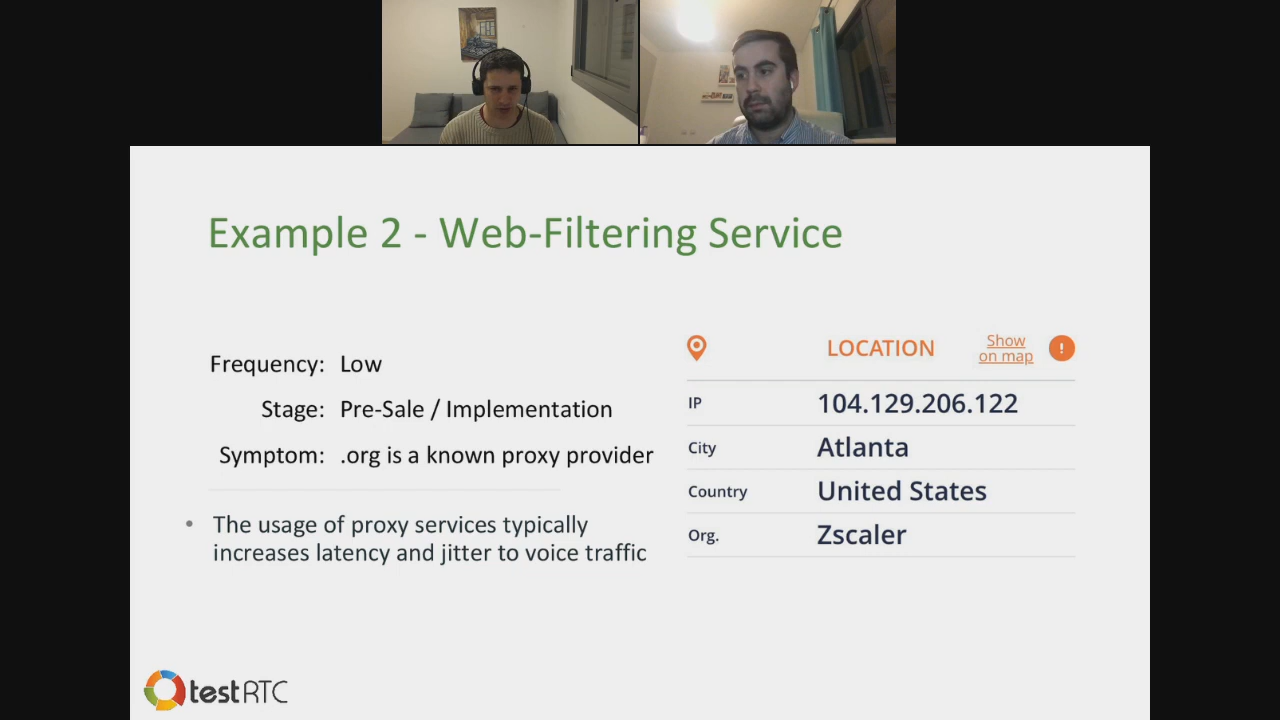 Example 2 - Web-Filtering Service
Frequency: Low
Stage: Pre-Sale / Implementation
Symptom: .org is a known proxy provider
• The usage of proxy services typically
increases latency and jitter to voice traffic
LOCATION
Show
on map
!
IP 104.129.206.122
City Atlanta
Country United States
Org. Zscaler
testRTC